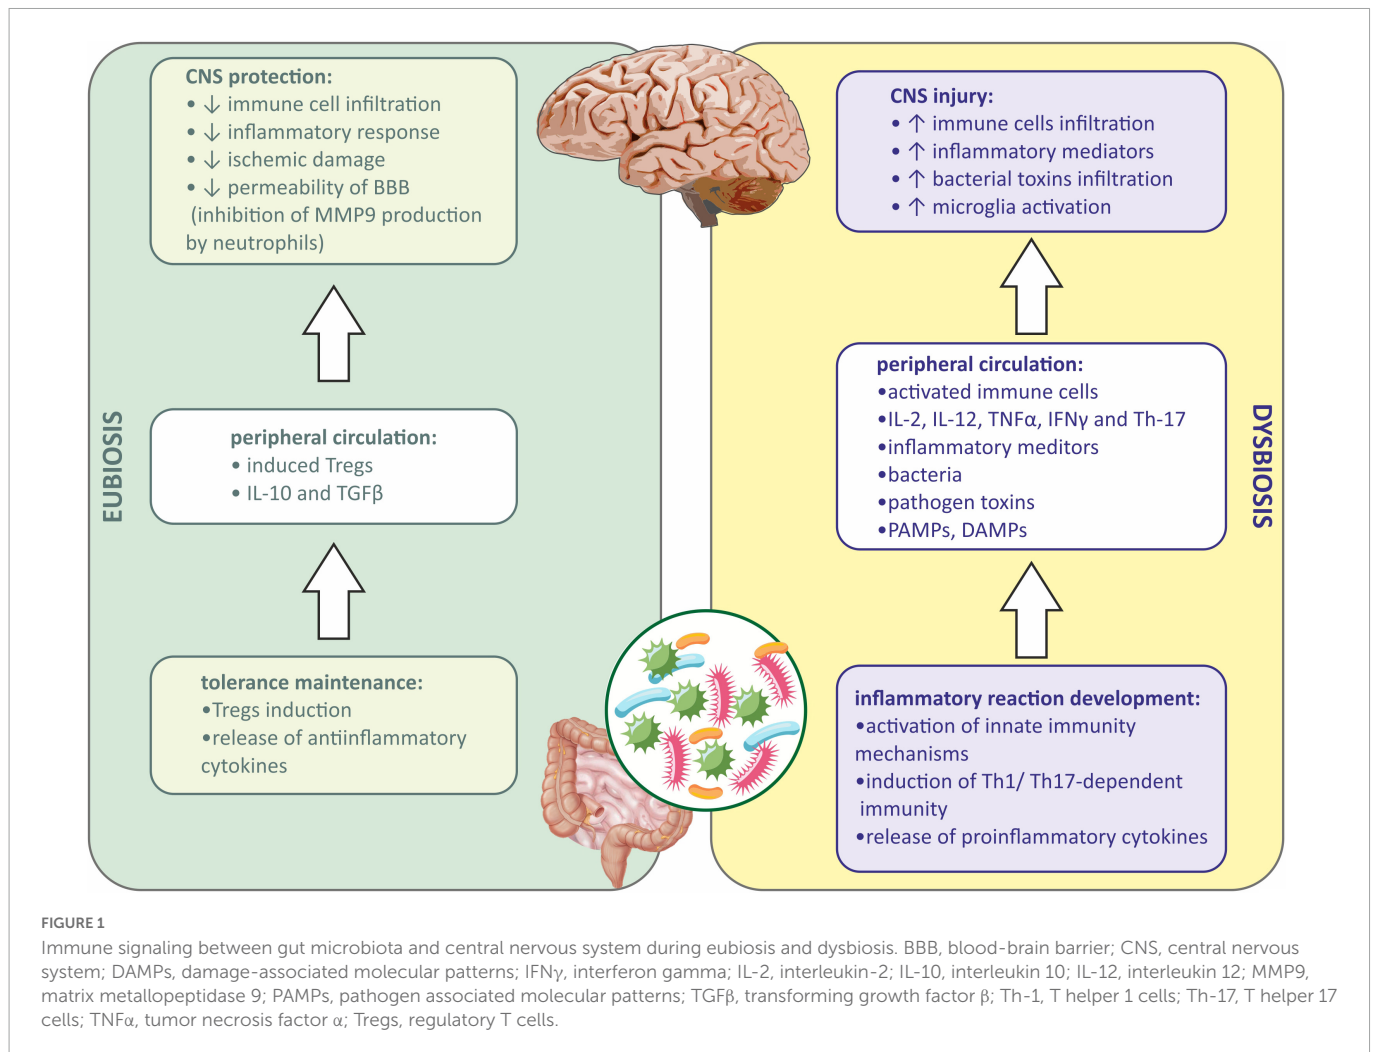 CNS protection:
• ↓ immune cell infiltration
• ↓ inflammatory response
• ↓ ischemic damage
• ↓ permeability of BBB
(inhibition of MMP9 production
by neutrophils)
peripheral circulation:
• induced Tregs
• IL-10 and TGFβ
tolerance maintenance:
•Tregs induction
•release of antiinflammatory
cytokines
EUBIOSIS
CNS injury:
• ↑ immune cells infiltration
• ↑ inflammatory mediators
• ↑ bacterial toxins infiltration
• ↑ microglia activation
peripheral circulation:
•activated immune cells
•IL-2, IL-12, TNFα, IFNγ and Th-17
•inflammatory meditors
•bacteria
•pathogen toxins
•PAMPs, DAMPs
inflammatory reaction development:
•activation of innate immunity
mechanisms
•induction of Th1/ Th17-dependent
immunity
•release of proinflammatory cytokines
DYSBIOSIS
FIGURE 1
Immune signaling between gut microbiota and central nervous system during eubiosis and dysbiosis. BBB, blood-brain barrier; CNS, central nervous
system; DAMPs, damage-associated molecular patterns; IFNγ, interferon gamma; IL-2, interleukin-2; IL-10, interleukin 10; IL-12, interleukin 12; MMP9,
matrix metallopeptidase 9; PAMPs, pathogen associated molecular patterns; TGFβ, transforming growth factor β; Th-1, T helper 1 cells; Th-17, T helper 17
cells; TNFα, tumor necrosis factor α; Tregs, regulatory T cells.